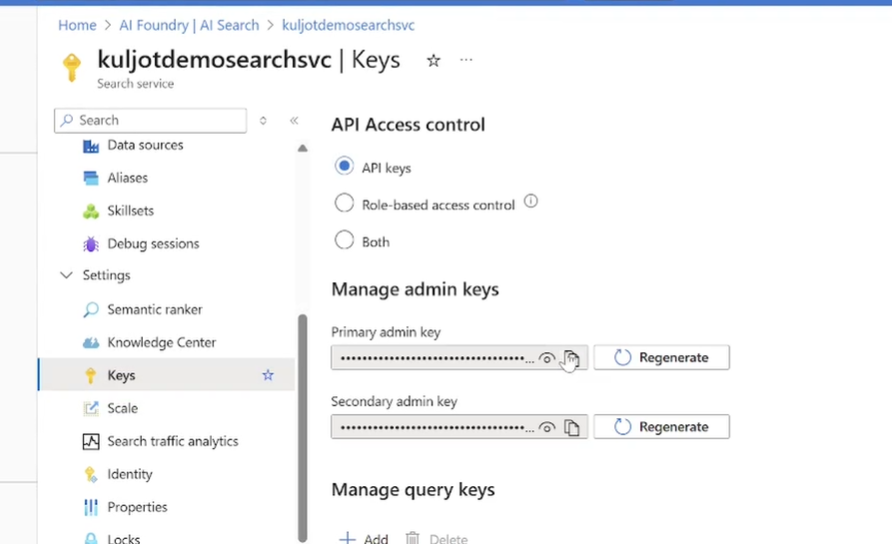 Home > AI Foundry | AI Search > kuljotdemosearchsvc
kuljotdemosearchsvc | Keys
Search service
Search
Data sources
Aliases
Skillsets
Debug sessions
Settings
Semantic ranker
Knowledge Center
Keys
Scale
Search traffic analytics
Identity
Properties
Locks
API Access control
API keys
Role-based access control
Both
Manage admin keys
Primary admin key
••••••••••••••••••••••••••••••••... Regenerate
Secondary admin key
••••••••••••••••••••••••••••••••... Regenerate
Manage query keys
Add Delete